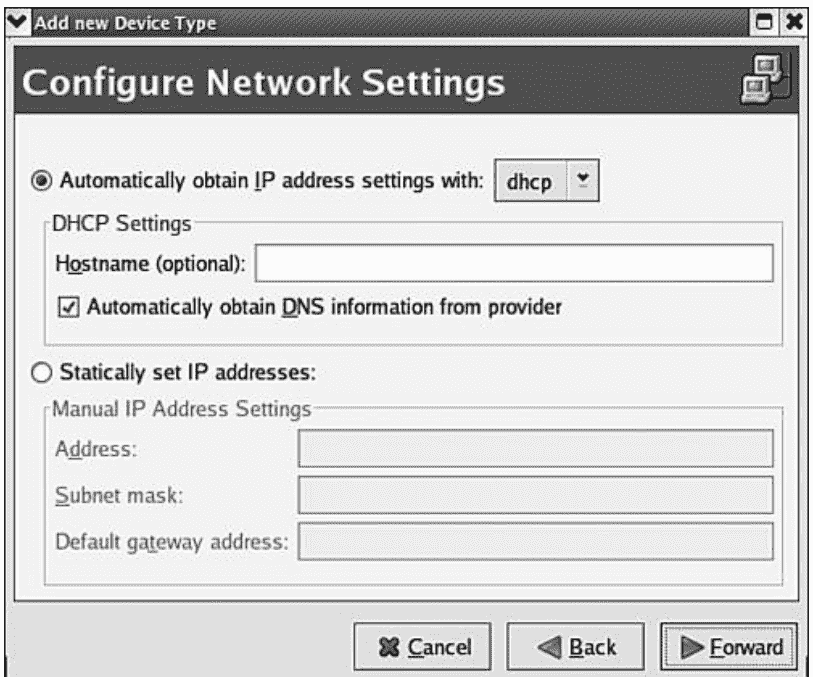 Add new Device Type
Configure Network Settings
Automatically obtain IP address settings with: dhcp
DHCP Settings
Hostname (optional):
Automatically obtain DNS information from provider
Statically set IP addresses:
Manual IP Address Settings
Address:
Subnet mask:
Default gateway address:
Cancel Back Forward